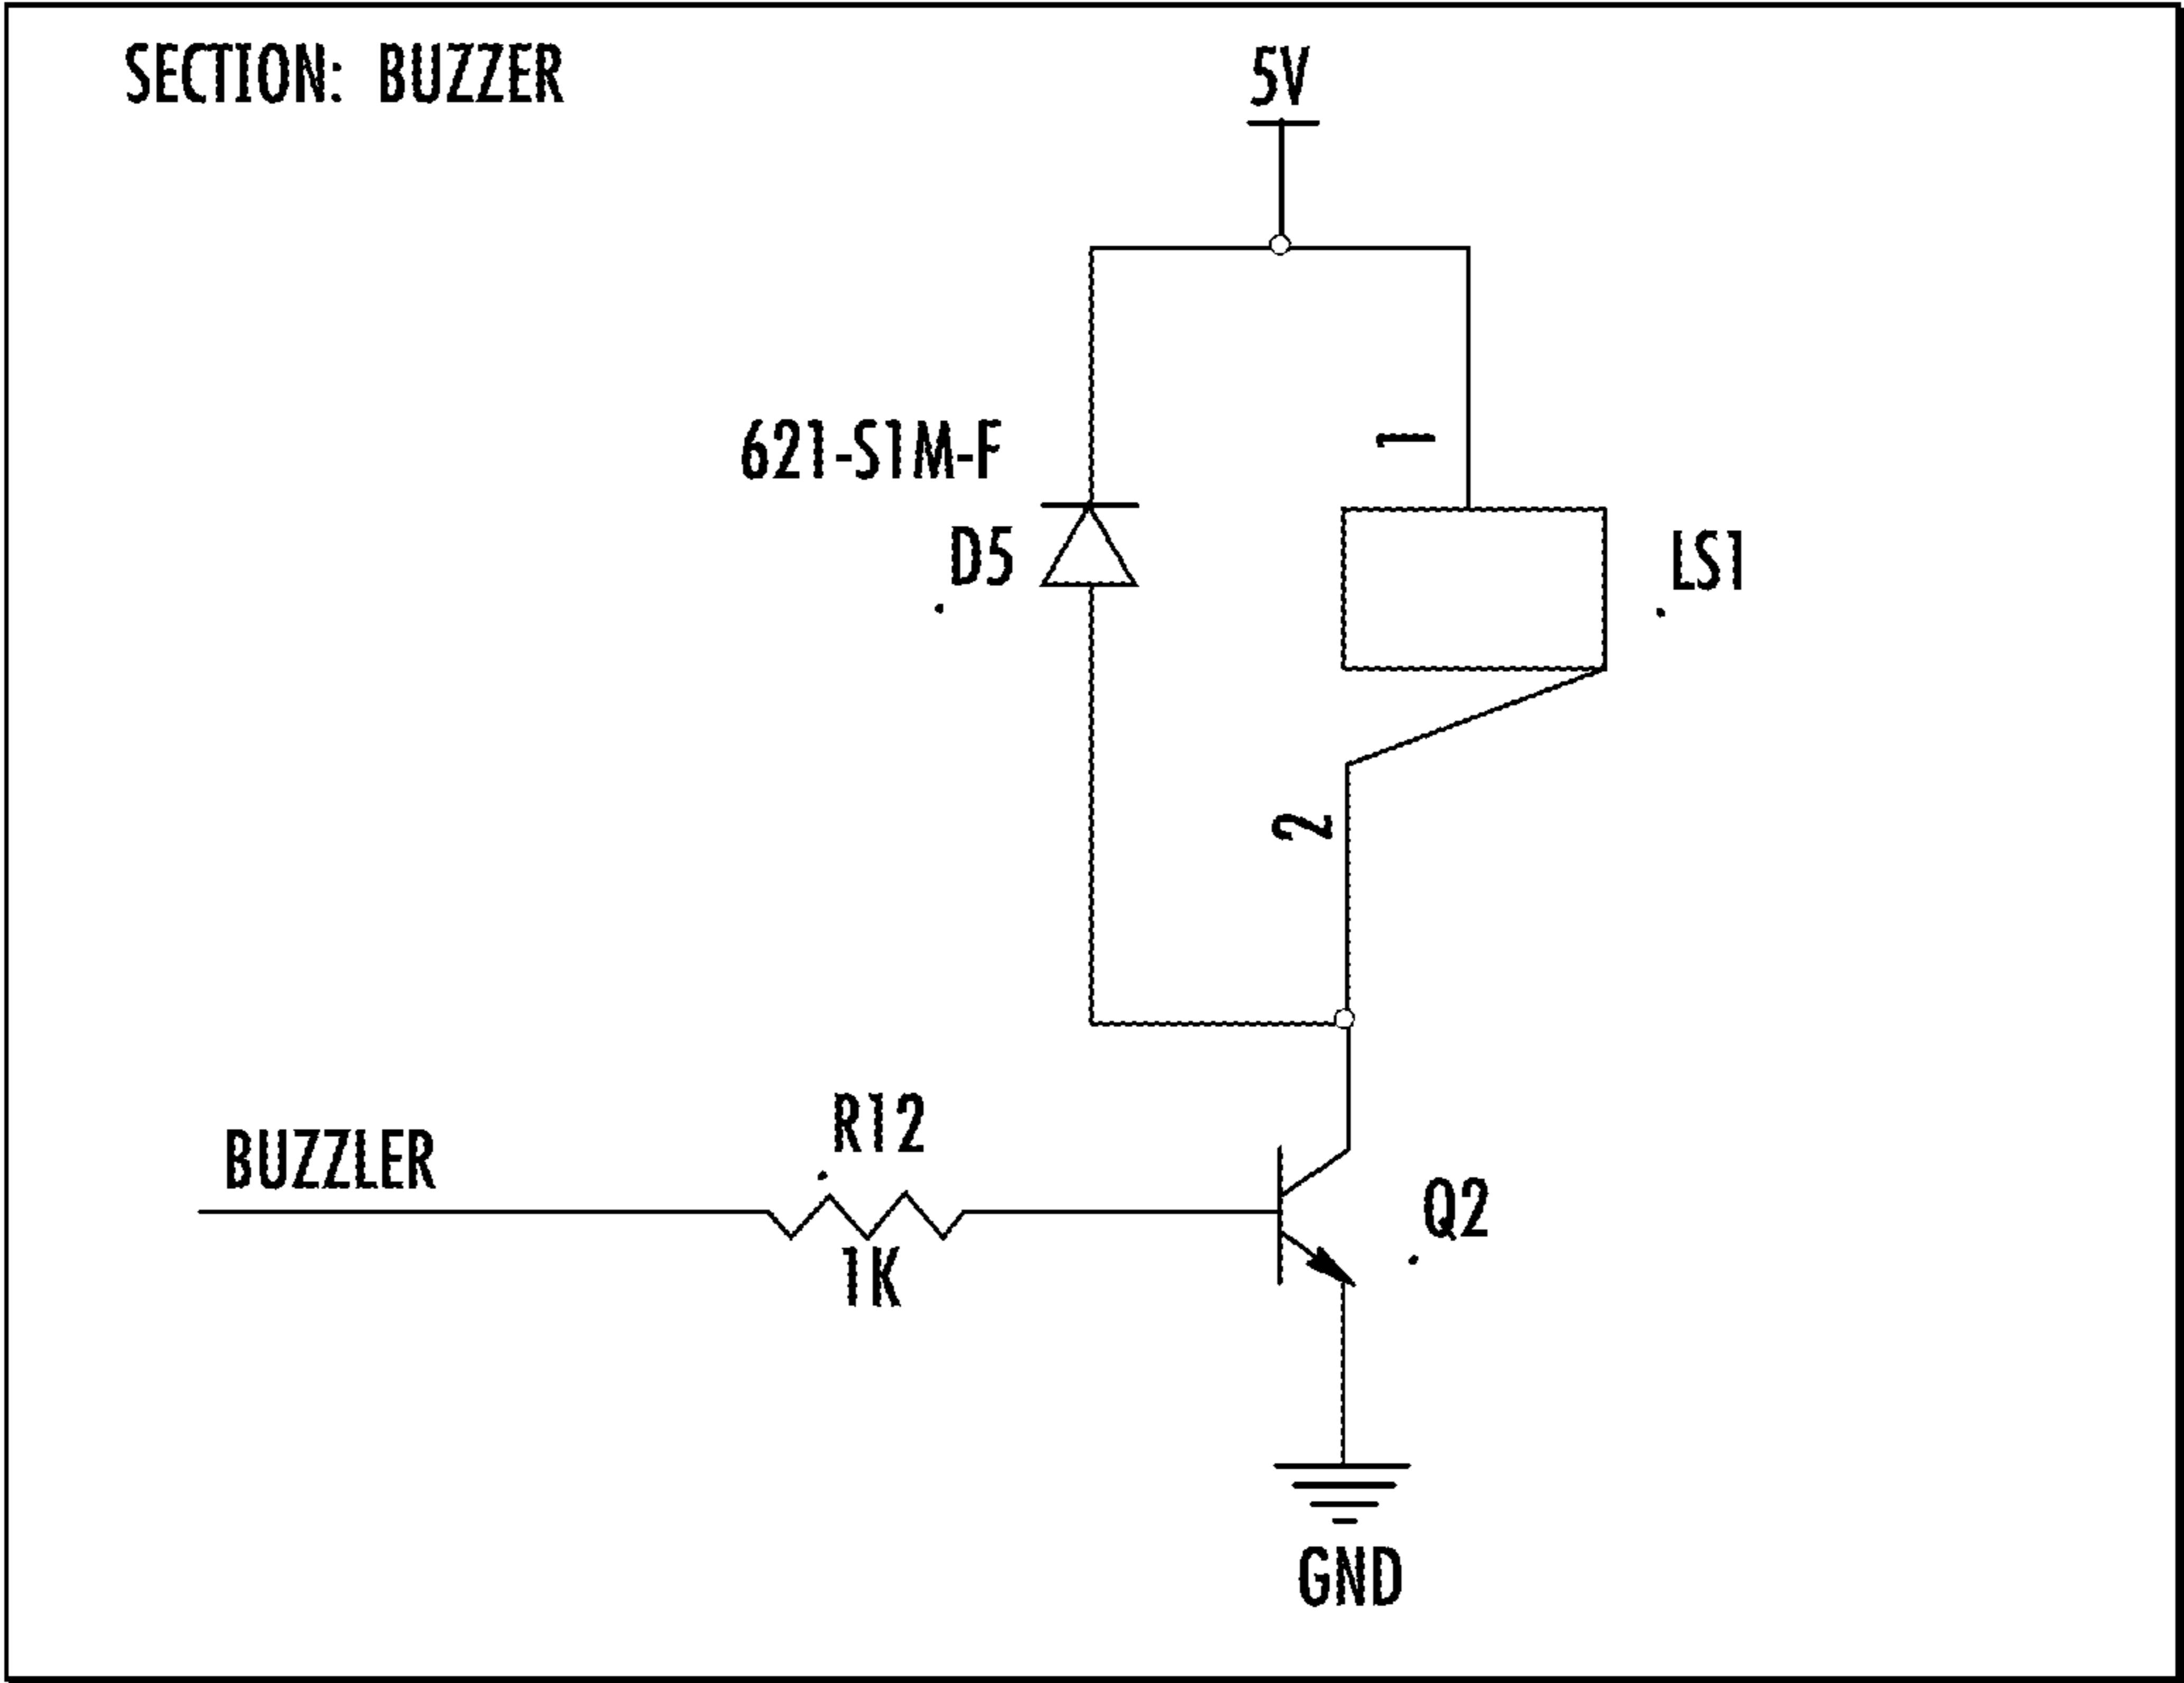 SECTION: BUZZER
5V
1
621-S1M-F
D5
LS1
2
R12
BUZZLER
1K
Q2
GND